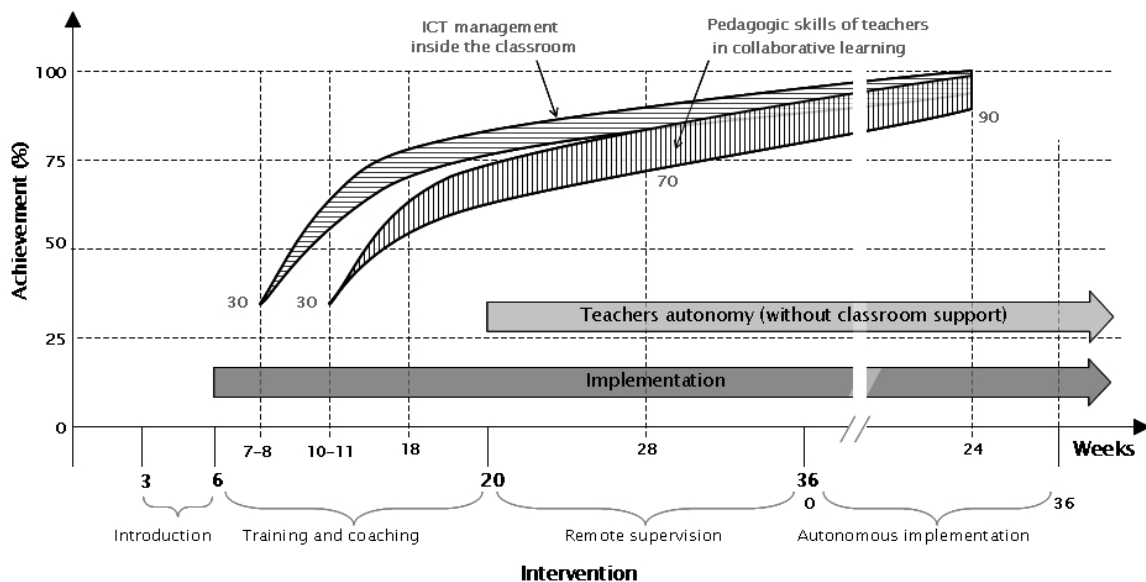 ICT management
inside the classroom
Pedagogic skills of teachers
in collaborative learning
Achievement (%)
100
75
50
25
0
90
70
30
30
Teachers autonomy (without classroom support)
Implementation
7-8
10-11
18
28
24
Weeks
3
6
20
36
0
36
Introduction
Training and coaching
Remote supervision
Autonomous implementation
Intervention